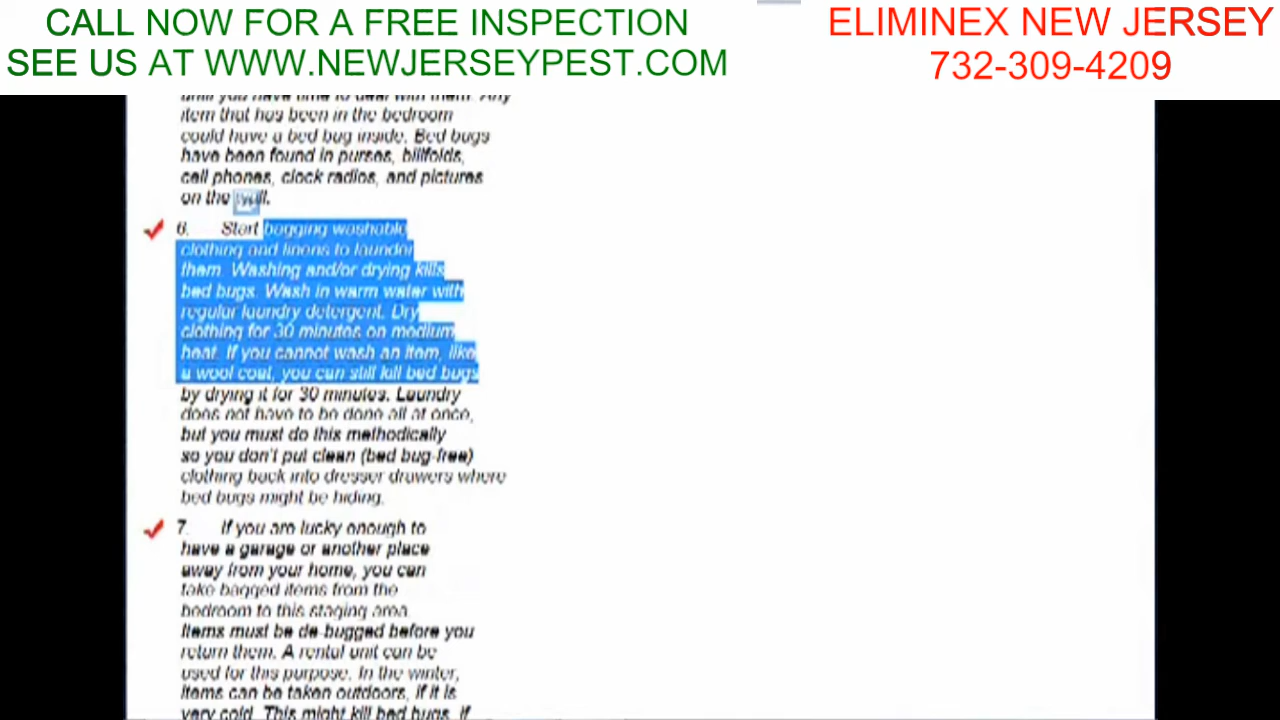 CALL NOW FOR A FREE INSPECTION
SEE US AT WWW.NEWJERSEYPEST.COM
ELIMINEX NEW JERSEY
732-309-4209
until you have time to deal with them. Any
item that has been in the bedroom
could have a bed bug inside. Bed bugs
have been found in purses, billfolds,
cell phones, clock radios, and pictures
on the wall.
6. Start bagging washable
clothing and linens to launder
them. Washing and/or drying kills
bed bugs. Wash in warm water with
regular laundry detergent. Dry
clothing for 30 minutes on medium
heat. If you cannot wash an item, like
a wool coat, you can still kill bed bugs
by drying it for 30 minutes. Laundry
does not have to be done all at once,
but you must do this methodically
so you don't put clean (bed bug-free)
clothing back into dresser drawers where
bed bugs might be hiding.
7. If you are lucky enough to
have a garage or another place
away from your home, you can
take bagged items from the
bedroom to this staging area.
Items must be de-bugged before you
return them. A rental unit can be
used for this purpose. In the winter,
items can be taken outdoors, if it is
very cold. This might kill bed bugs, if